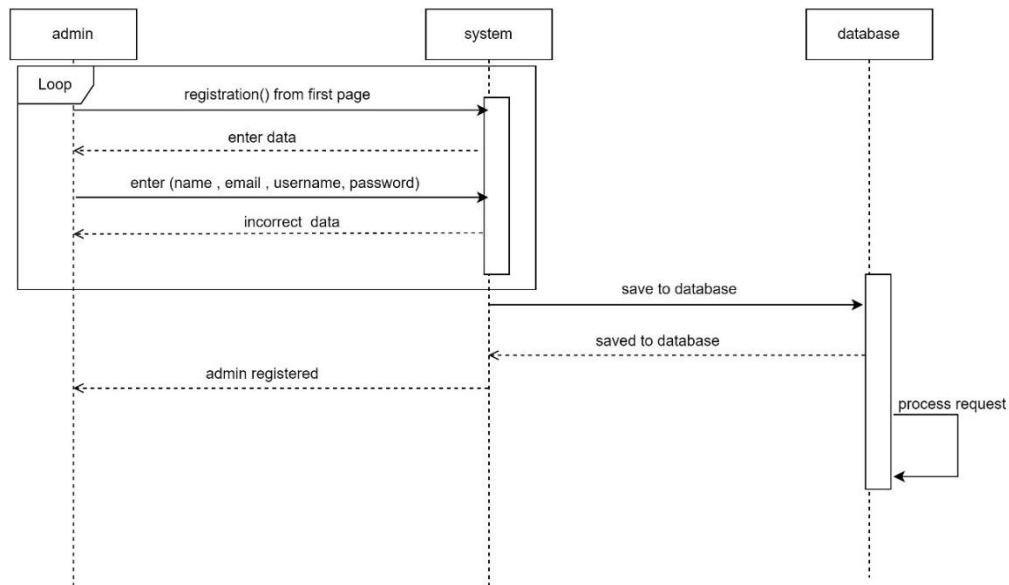 admin
system
database
Loop
registration() from first page
enter data
enter (name , email , username, password)
incorrect data
save to database
saved to database
admin registered
process request